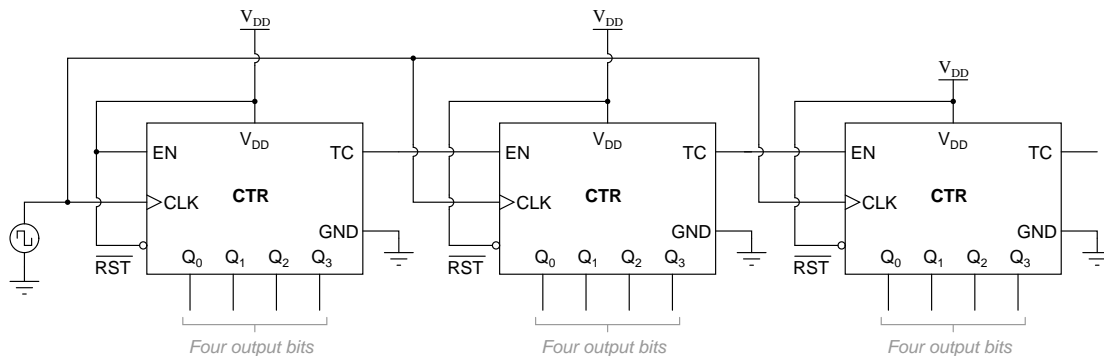 V_DD V_DD
V_DD
V_DD V_DD V_DD
EN TC EN TC EN TC
CTR CTR CTR
CLK CLK CLK
GND GND GND
RST Q_0 Q_1 Q_2 Q_3 RST Q_0 Q_1 Q_2 Q_3 RST Q_0 Q_1 Q_2 Q_3
Four output bits Four output bits Four output bits